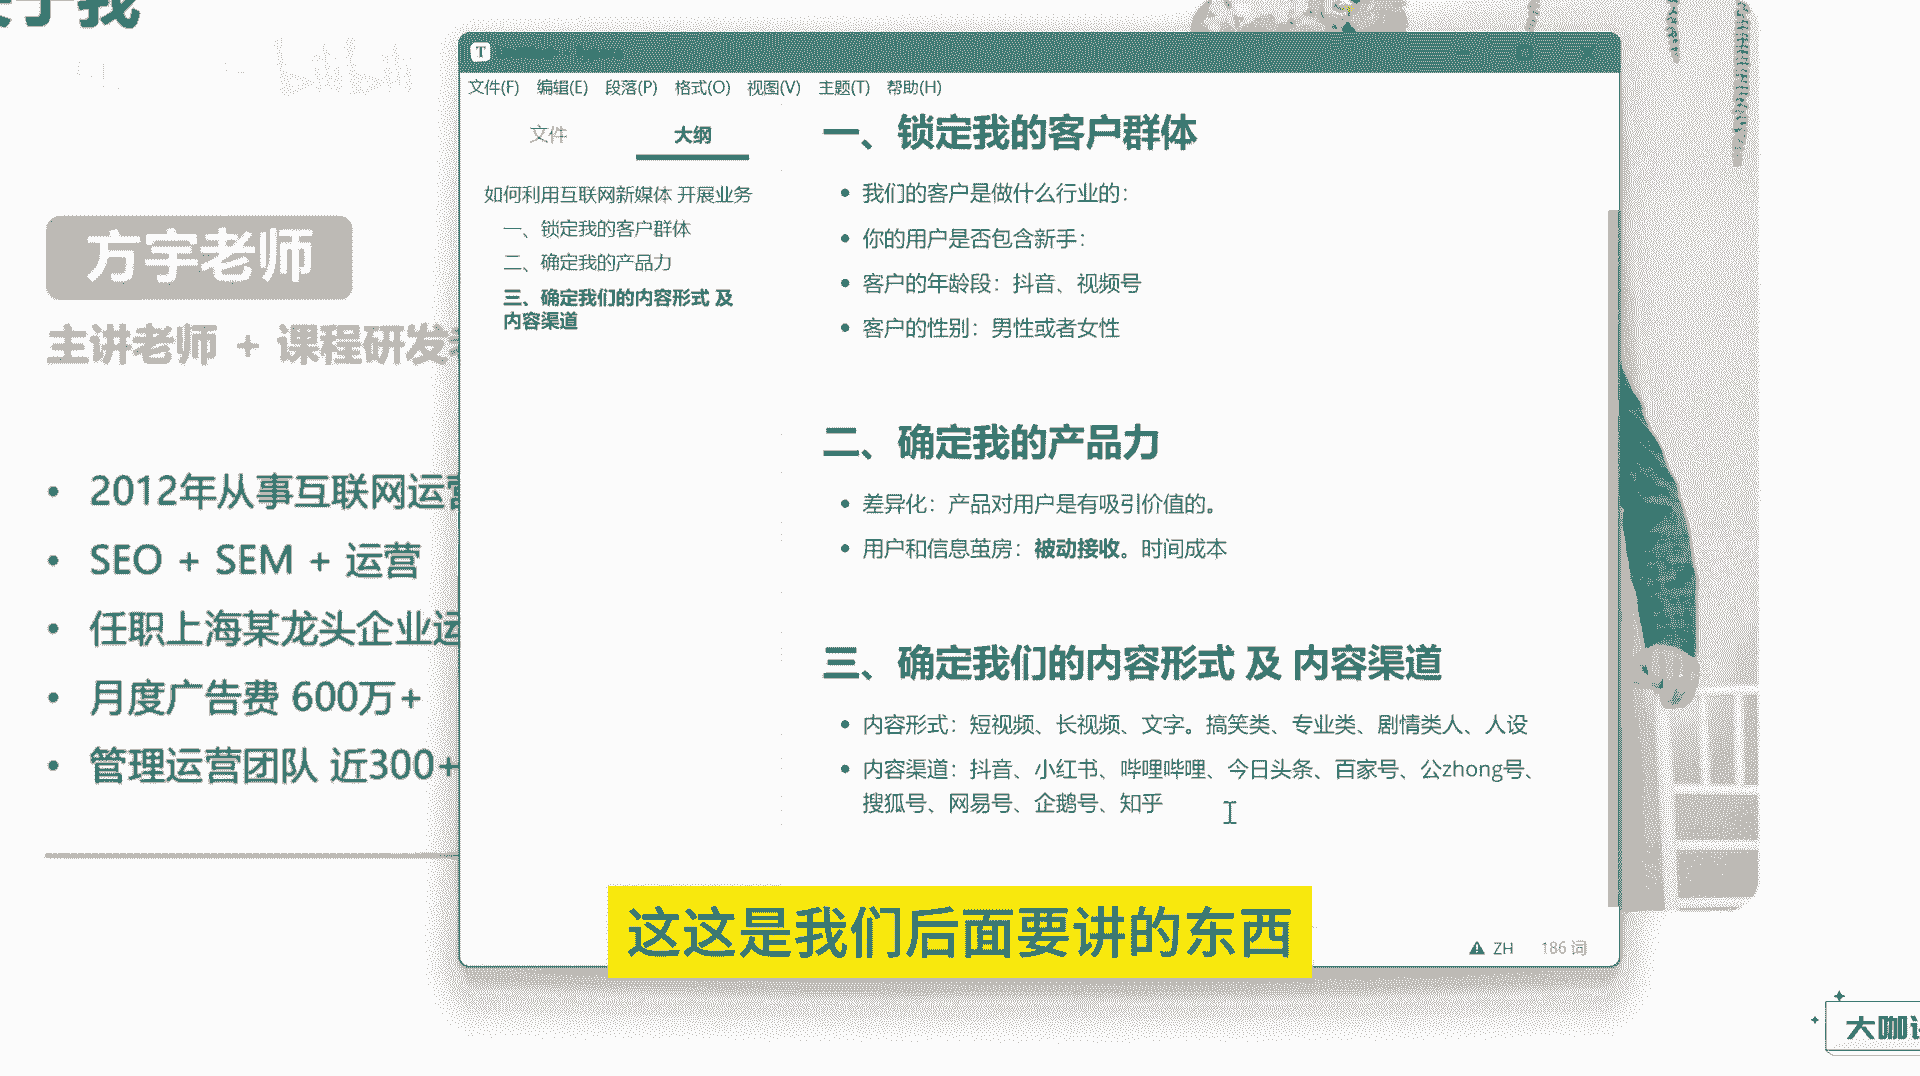 关于我
方宇老师
主讲老师 + 课程研发
2012年从事互联网运营
SEO + SEM + 运营
任职上海某龙头企业运
月度广告费 600万+
管理运营团队 近300+
T
文件(F) 编辑(E) 段落(P) 格式(O) 视图(V) 主题(T) 帮助(H)
文件 大纲
如何利用互联网新媒体 开展业务
一、锁定我的客户群体
二、确定我的产品力
三、确定我们的内容形式 及
内容渠道
一、锁定我的客户群体
我们的客户是做什么行业的：
你的用户是否包含新手：
客户的年龄段：抖音、视频号
客户的性别：男性或者女性
二、确定我的产品力
差异化：产品对用户是有吸引价值的。
用户和信息茧房：被动接收。时间成本
三、确定我们的内容形式 及 内容渠道
内容形式：短视频、长视频、文字。搞笑类、专业类、剧情类人、人设
内容渠道：抖音、小红书、哔哩哔哩、今日头条、百家号、公zhong号、
搜狐号、网易号、企鹅号、知乎
ZH 186 词
这这是我们后面要讲的东西
大咖